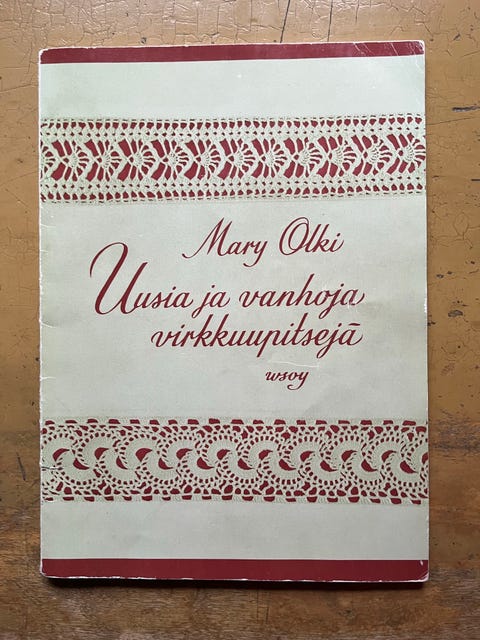 Mary Olki
Uusia ja vanhoja
virkkuupitsejä
wsoy